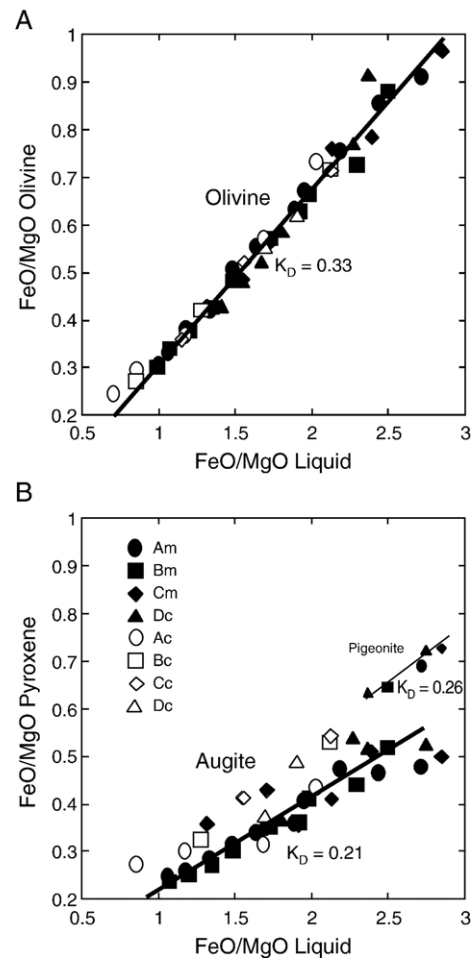 A
1
0.9
0.8
0.7
0.6
0.5
0.4
0.3
0.2
FeO/MgO Olivine
Olivine
K_D = 0.33
0.5 1 1.5 2 2.5 3
FeO/MgO Liquid
B
1
0.9
0.8
0.7
0.6
0.5
0.4
0.3
0.2
FeO/MgO Pyroxene
Am
Bm
Cm
Dc
Ac
Bc
Cc
Dc
Pigeonite
K_D = 0.26
Augite
K_D = 0.21
0.5 1 1.5 2 2.5 3
FeO/MgO Liquid